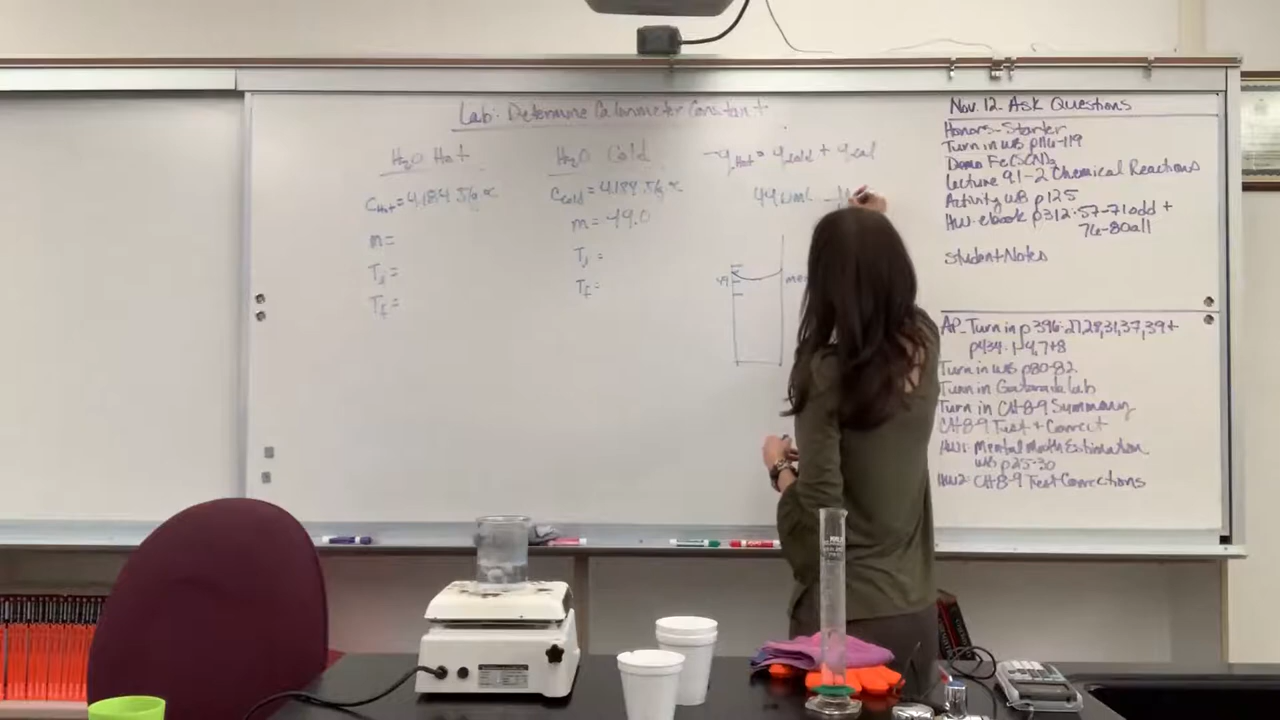 Lab: Determine Calorimeter Constant
H₂O Hot
C_Hot = 4.184 J/g °C
m =
T_i =
T_f =
H₂O Cold
C_cold = 4.184 J/g °C
m = 49.0
T_i =
T_f =
-q_Hot = q_cold + q_cal
49
Nov. 12 - Ask Questions
Honors - Starter
Turn in WB p116-119
Demo Fe(SCN)₃
Lecture 9.1-2 Chemical Reactions
Activity WB p125
HW: ebook p312: 57-71odd +
76-80all
Student Notes
AP - Turn in p396: 27,28,31,37,39 +
p434: 1-4, 7+8
Turn in WB p80-82
Turn in Gatorade Lab
Turn in CH 8-9 Summary
CH 8-9 Test + Correct
HW1: Mental Math Estimation
WB p25-30
HW2: CH 8-9 Test Corrections